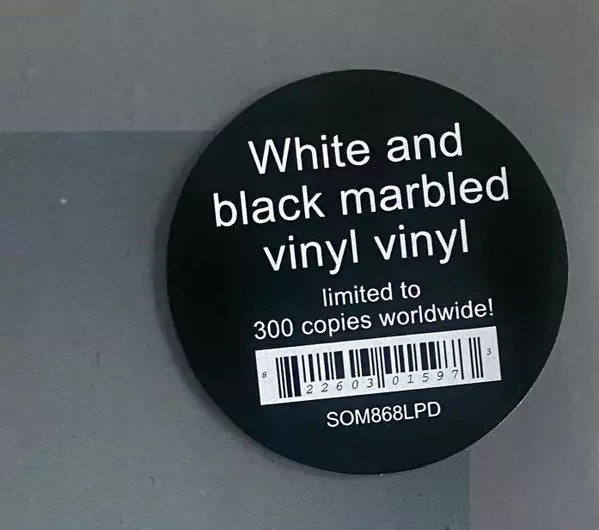 White and
black marbled
vinyl vinyl
limited to
300 copies worldwide!
8 22603 01597 3
SOM868LPD